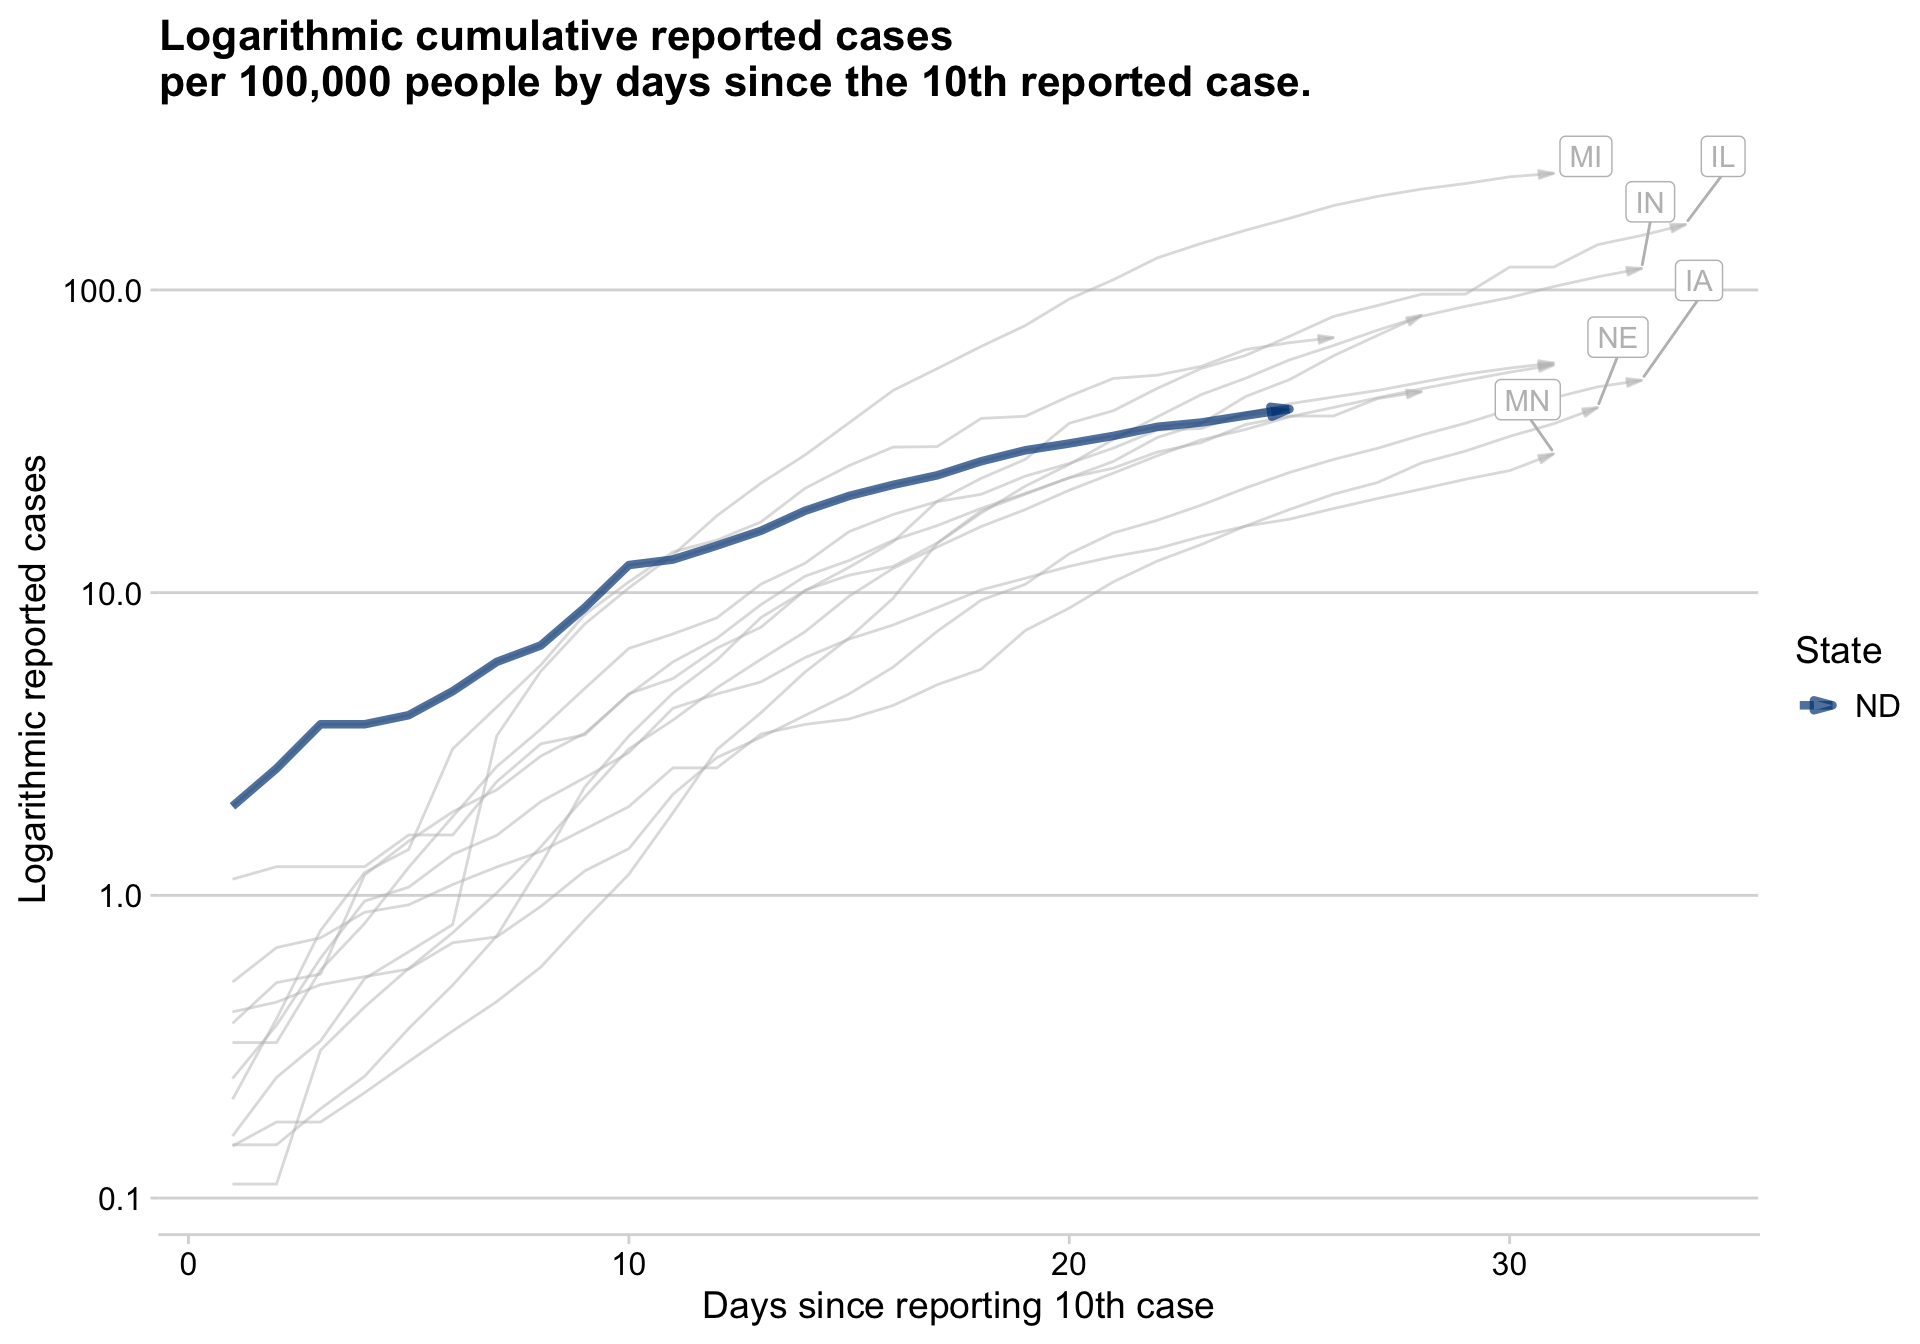 Logarithmic cumulative reported cases
per 100,000 people by days since the 10th reported case.
MI
IL
IN
IA
NE
MN
100.0
10.0
1.0
0.1
Logarithmic reported cases
0
10
20
30
Days since reporting 10th case
State
ND